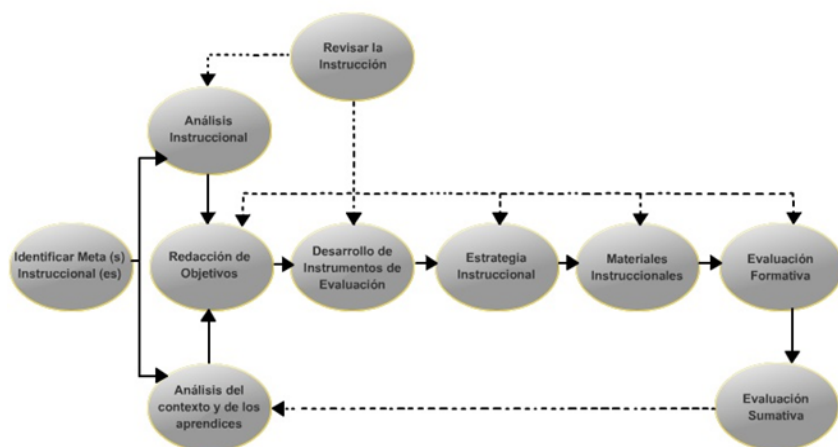 Revisar la
Instrucción
Análisis
Instruccional
Identificar Meta (s)
Instruccional (es)
Redacción de
Objetivos
Desarrollo de
Instrumentos de
Evaluación
Estrategia
Instruccional
Materiales
Instruccionales
Evaluación
Formativa
Análisis del
contexto y de los
aprendices
Evaluación
Sumativa